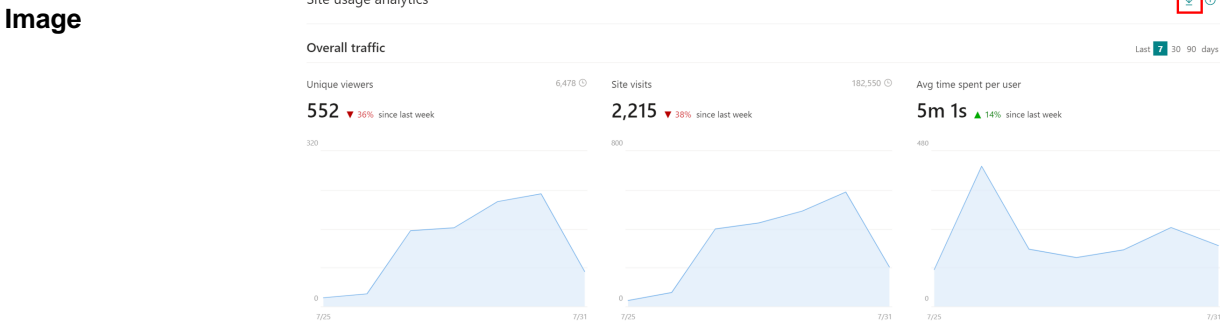 Image
Site usage analytics
Overall traffic
Last 7 30 90 days
Unique viewers
6,478
552 ▼ 36% since last week
320
0
7/25
7/31
Site visits
182,550
2,215 ▼ 38% since last week
800
0
7/25
7/31
Avg time spent per user
5m 1s ▲ 14% since last week
480
0
7/25
7/31